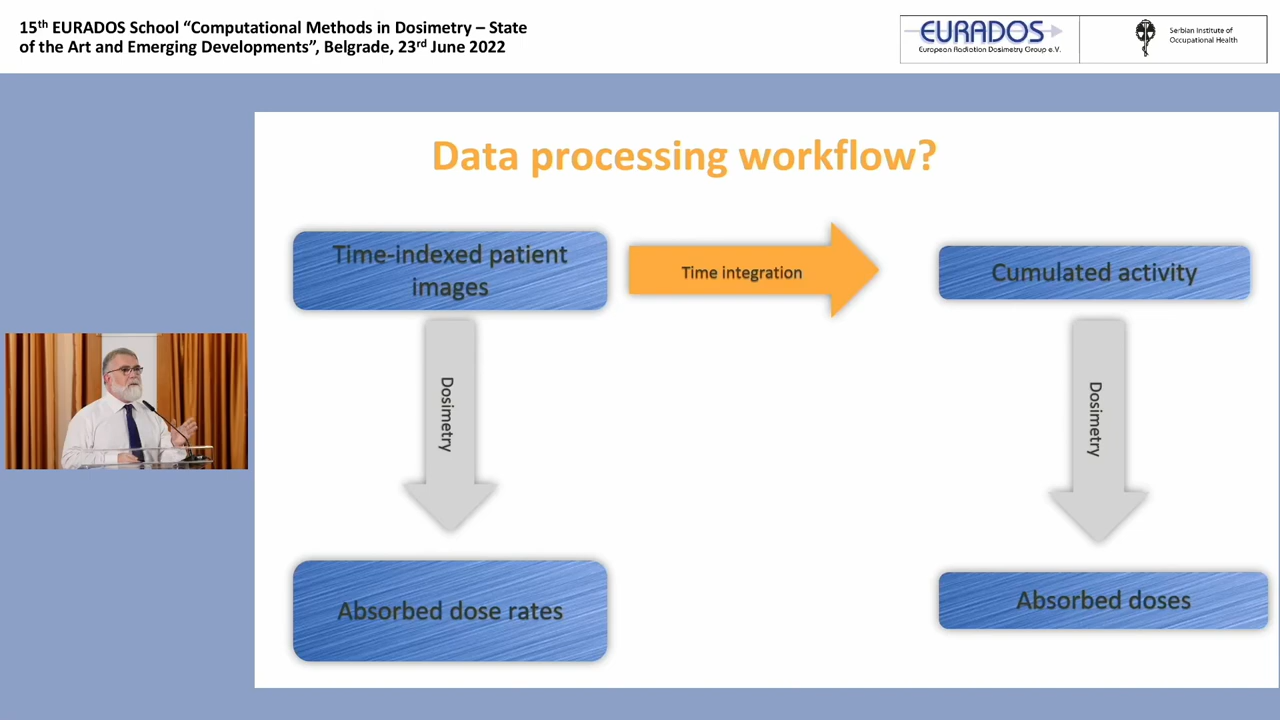 15th EURADOS School “Computational Methods in Dosimetry – State
of the Art and Emerging Developments”, Belgrade, 23rd June 2022
EURADOS
European Radiation Dosimetry Group e.V.
Serbian Institute of
Occupational Health
Data processing workflow?
Time-indexed patient
images
Time integration
Cumulated activity
Dosimetry
Dosimetry
Absorbed dose rates
Absorbed doses